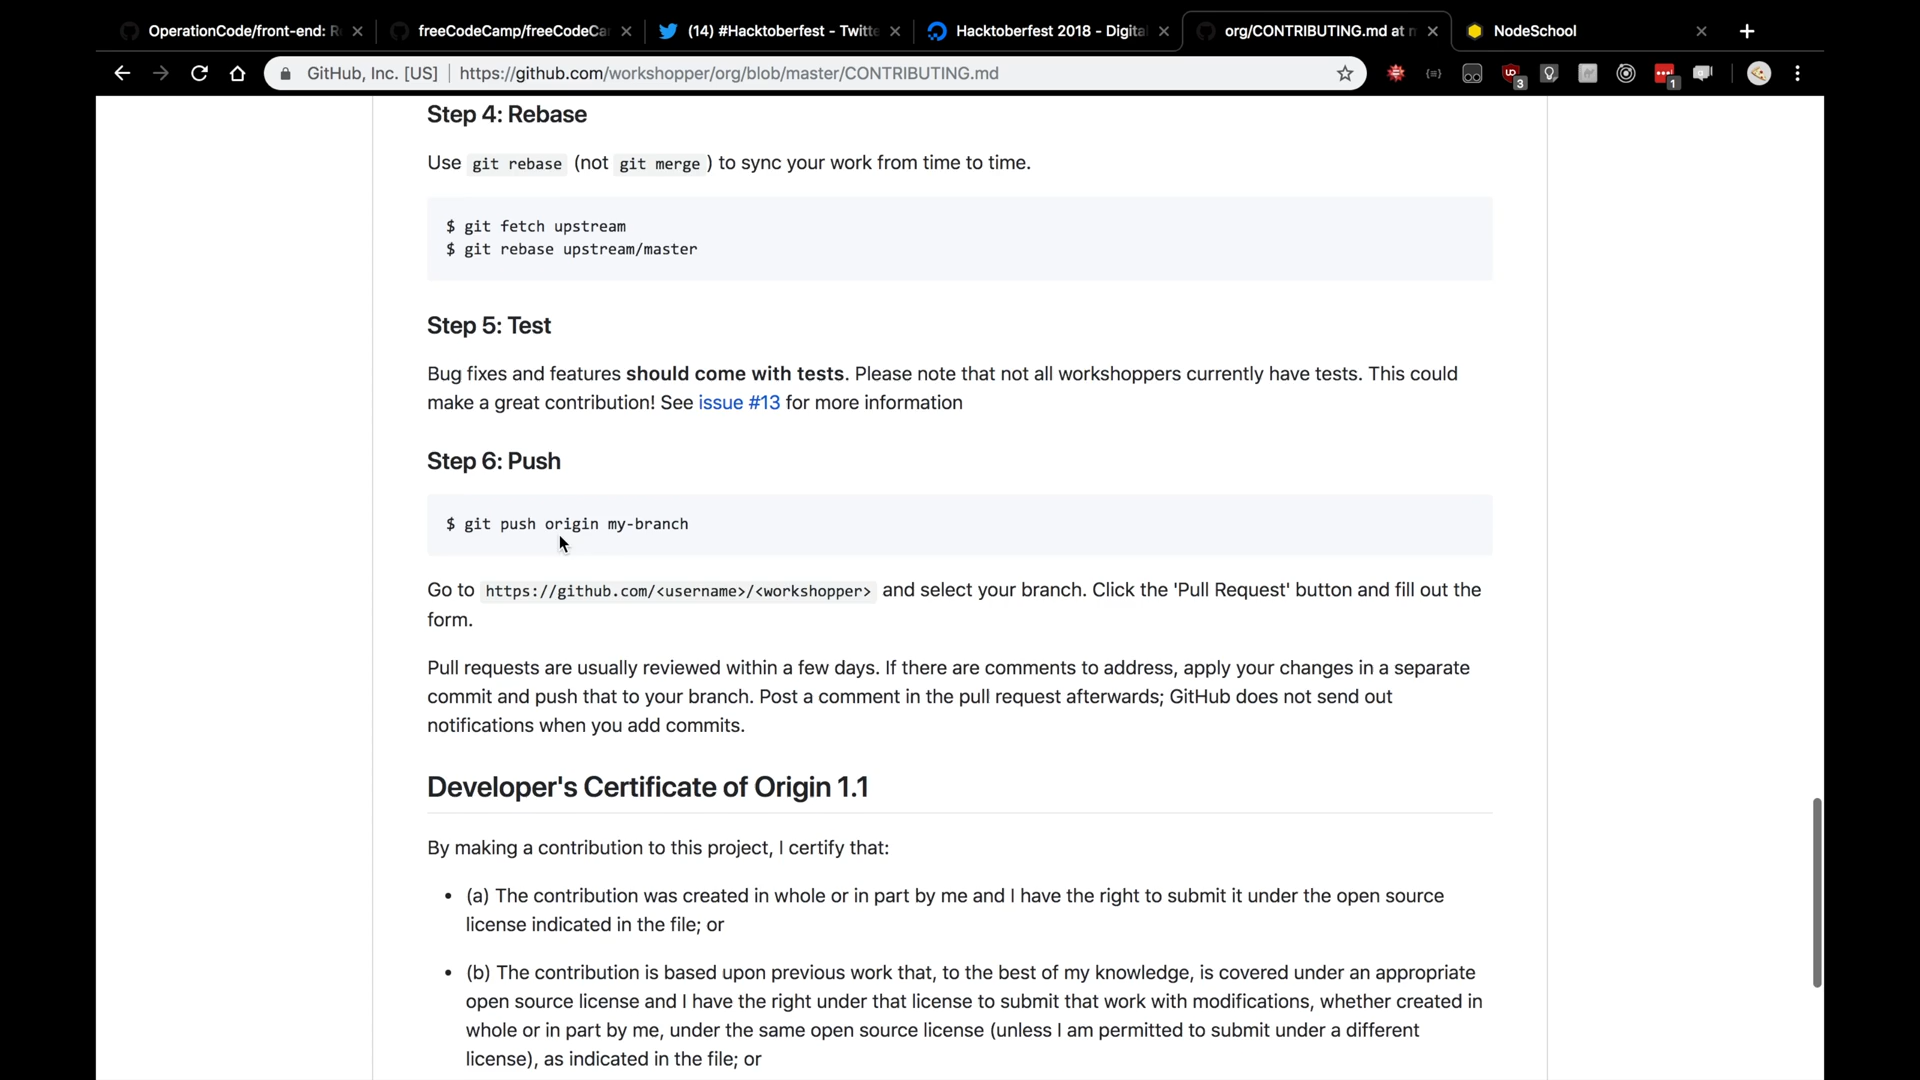 OperationCode/front-end: R
freeCodeCamp/freeCodeCa
(14) #Hacktoberfest - Twitte
Hacktoberfest 2018 - Digita
org/CONTRIBUTING.md at m
NodeSchool
GitHub, Inc. [US] | https://github.com/workshopper/org/blob/master/CONTRIBUTING.md
3
1
Step 4: Rebase
Use git rebase (not git merge) to sync your work from time to time.
$ git fetch upstream
$ git rebase upstream/master
Step 5: Test
Bug fixes and features should come with tests. Please note that not all workshoppers currently have tests. This could
make a great contribution! See issue #13 for more information
Step 6: Push
$ git push origin my-branch
Go to https://github.com/<username>/<workshopper> and select your branch. Click the 'Pull Request' button and fill out the
form.
Pull requests are usually reviewed within a few days. If there are comments to address, apply your changes in a separate
commit and push that to your branch. Post a comment in the pull request afterwards; GitHub does not send out
notifications when you add commits.
Developer's Certificate of Origin 1.1
By making a contribution to this project, I certify that:
• (a) The contribution was created in whole or in part by me and I have the right to submit it under the open source
license indicated in the file; or
• (b) The contribution is based upon previous work that, to the best of my knowledge, is covered under an appropriate
open source license and I have the right under that license to submit that work with modifications, whether created in
whole or in part by me, under the same open source license (unless I am permitted to submit under a different
license), as indicated in the file; or